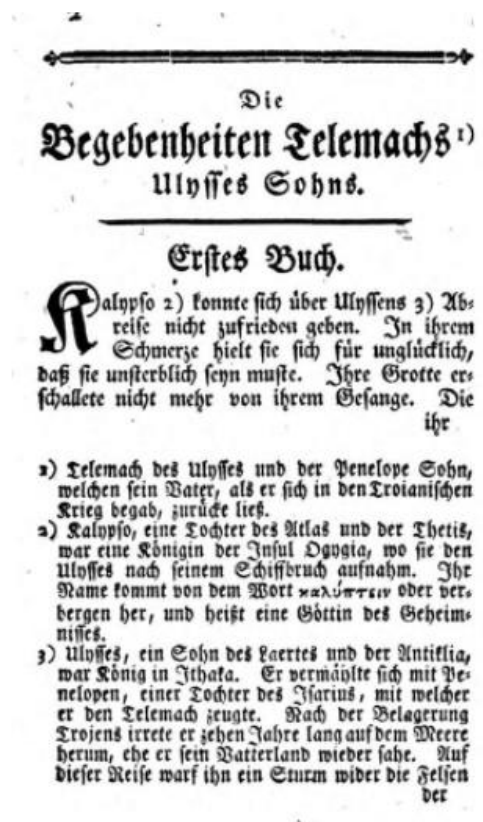 Die
Begebenheiten Telemachs 1)
Ulysses Sohns.
Erstes Buch.
Kalypso 2) konnte sich über Ulyssens 3) Ab⸗
reise nicht zufrieden geben. In ihrem
Schmerze hielt sie sich für unglücklich,
daß sie unsterblich seyn muste. Ihre Grotte er⸗
schallete nicht mehr von ihrem Gesange. Die
ihr
1) Telemach des Ulysses und der Penelope Sohn,
welchen sein Vater, als er sich in den Troianischen
Krieg begab, zurücke ließ.
2) Kalypso, eine Tochter des Atlas und der Thetis,
war eine Königin der Insul Ogygia, wo sie den
Ulysses nach seinem Schiffbruch aufnahm. Ihr
Name kommt von dem Wort καλύπτειν oder ver⸗
bergen her, und heißt eine Göttin des Geheim⸗
nisses.
3) Ulysses, ein Sohn des Laertes und der Antiklia,
war König in Ithaka. Er vermählte sich mit Pe⸗
nelopen, einer Tochter des Isarius, mit welcher
er den Telemach zeugte. Nach der Belagerung
Trojens irrete er zehen Jahre lang auf dem Meere
herum, ehe er sein Vatterland wieder sahe. Auf
dieser Reise warf ihn ein Sturm wider die Felsen
der